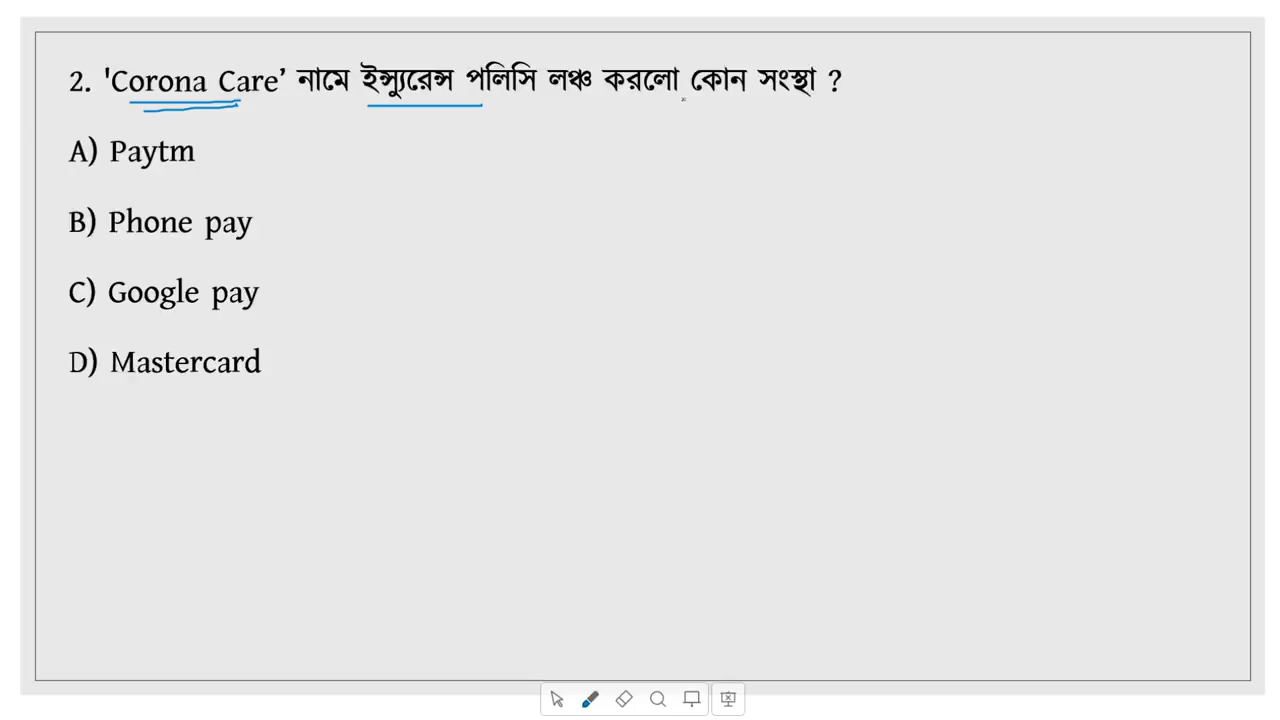 2. 'Corona Care’ নামে ইন্স্যুরেন্স পলিসি লঞ্চ করলো কোন সংস্থা ?
A) Paytm
B) Phone pay
C) Google pay
D) Mastercard